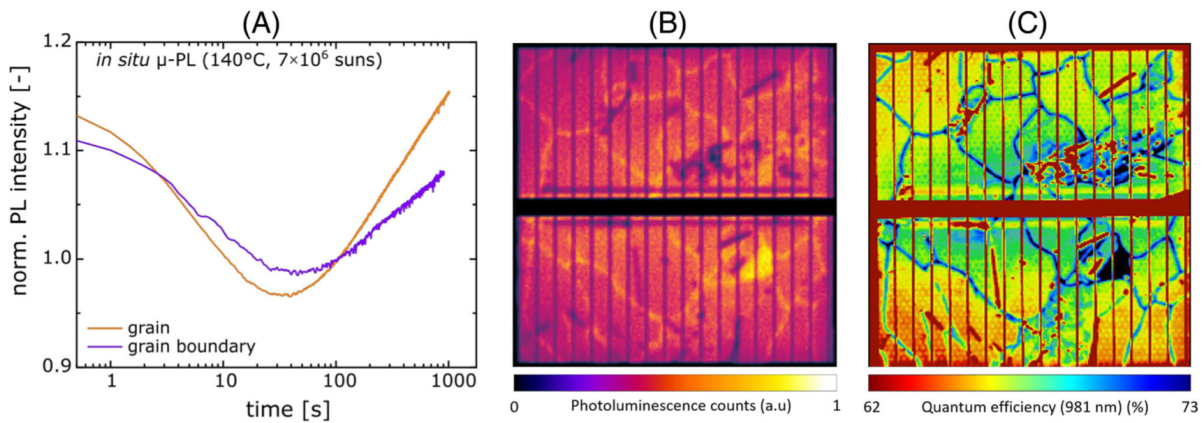 (A)
(B)
(C)
in situ μ-PL (140°C, 7×10⁶ suns)
norm. PL intensity [-]
1.2
1.1
1.0
0.9
grain
grain boundary
1
10
100
1000
time [s]
0
Photoluminescence counts (a.u)
1
62
Quantum efficiency (981 nm) (%)
73